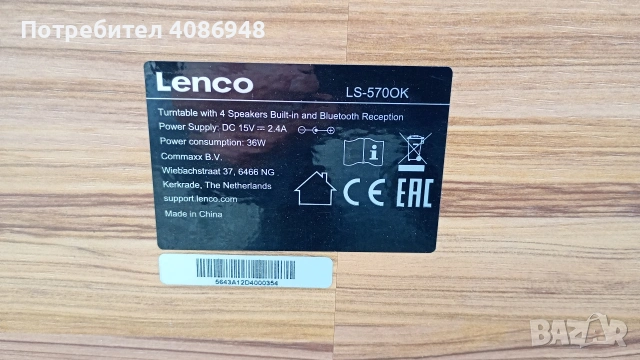 Потребител 4086948
Lenco LS-570OK
Turntable with 4 Speakers Built-in and Bluetooth Reception
Power Supply: DC 15V ⎓ 2.4A
Power consumption: 36W
Commaxx B.V.
Wiebachstraat 37, 6466 NG
Kerkrade, The Netherlands
support.lenco.com
Made in China
CE EAC
5643A12D4000354
BAZAR